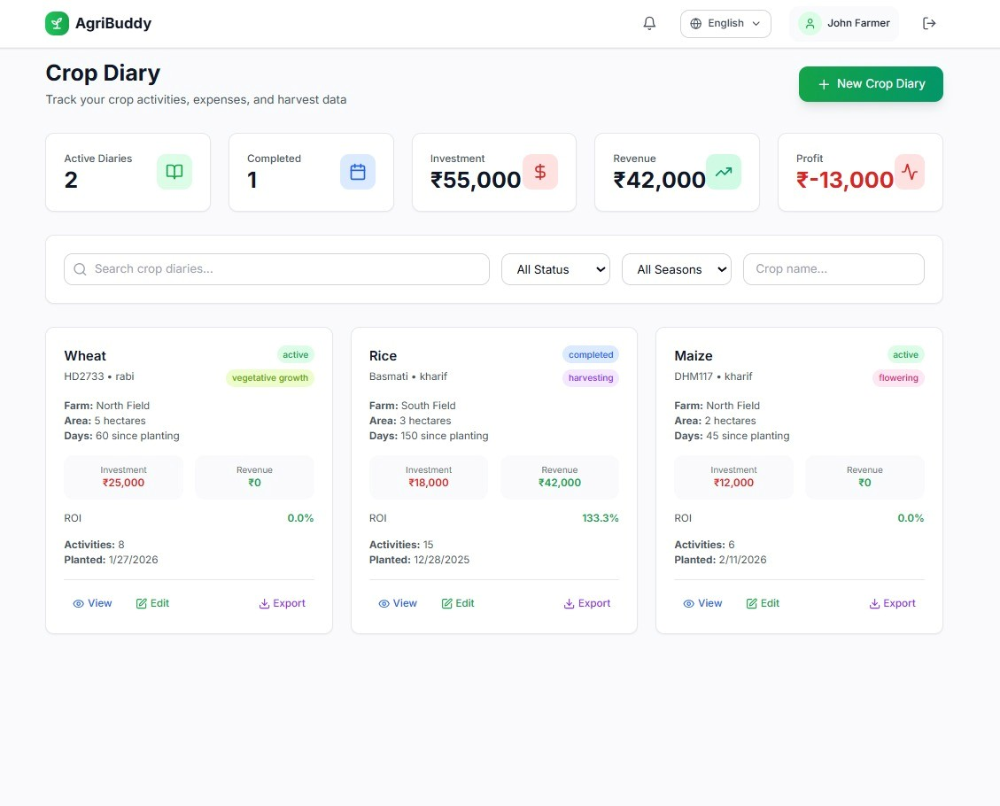 AgriBuddy
English
John Farmer
Crop Diary
Track your crop activities, expenses, and harvest data
+ New Crop Diary
Active Diaries
2
Completed
1
Investment
₹55,000
$
Revenue
₹42,000
Profit
₹-13,000
Search crop diaries...
All Status
All Seasons
Crop name...
Wheat
active
HD2733 • rabi
vegetative growth
Farm: North Field
Area: 5 hectares
Days: 60 since planting
Investment
₹25,000
Revenue
₹0
ROI
0.0%
Activities: 8
Planted: 1/27/2026
View
Edit
Export
Rice
completed
Basmati • kharif
harvesting
Farm: South Field
Area: 3 hectares
Days: 150 since planting
Investment
₹18,000
Revenue
₹42,000
ROI
133.3%
Activities: 15
Planted: 12/28/2025
View
Edit
Export
Maize
active
DHM117 • kharif
flowering
Farm: North Field
Area: 2 hectares
Days: 45 since planting
Investment
₹12,000
Revenue
₹0
ROI
0.0%
Activities: 6
Planted: 2/11/2026
View
Edit
Export